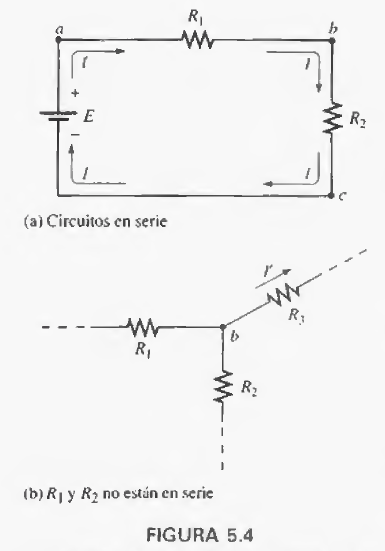 R1
a
b
I
I
+
E
R2
−
I
I
c
(a) Circuitos en serie
I'
R3
b
R1
R2
(b) R1 y R2 no están en serie
FIGURA 5.4